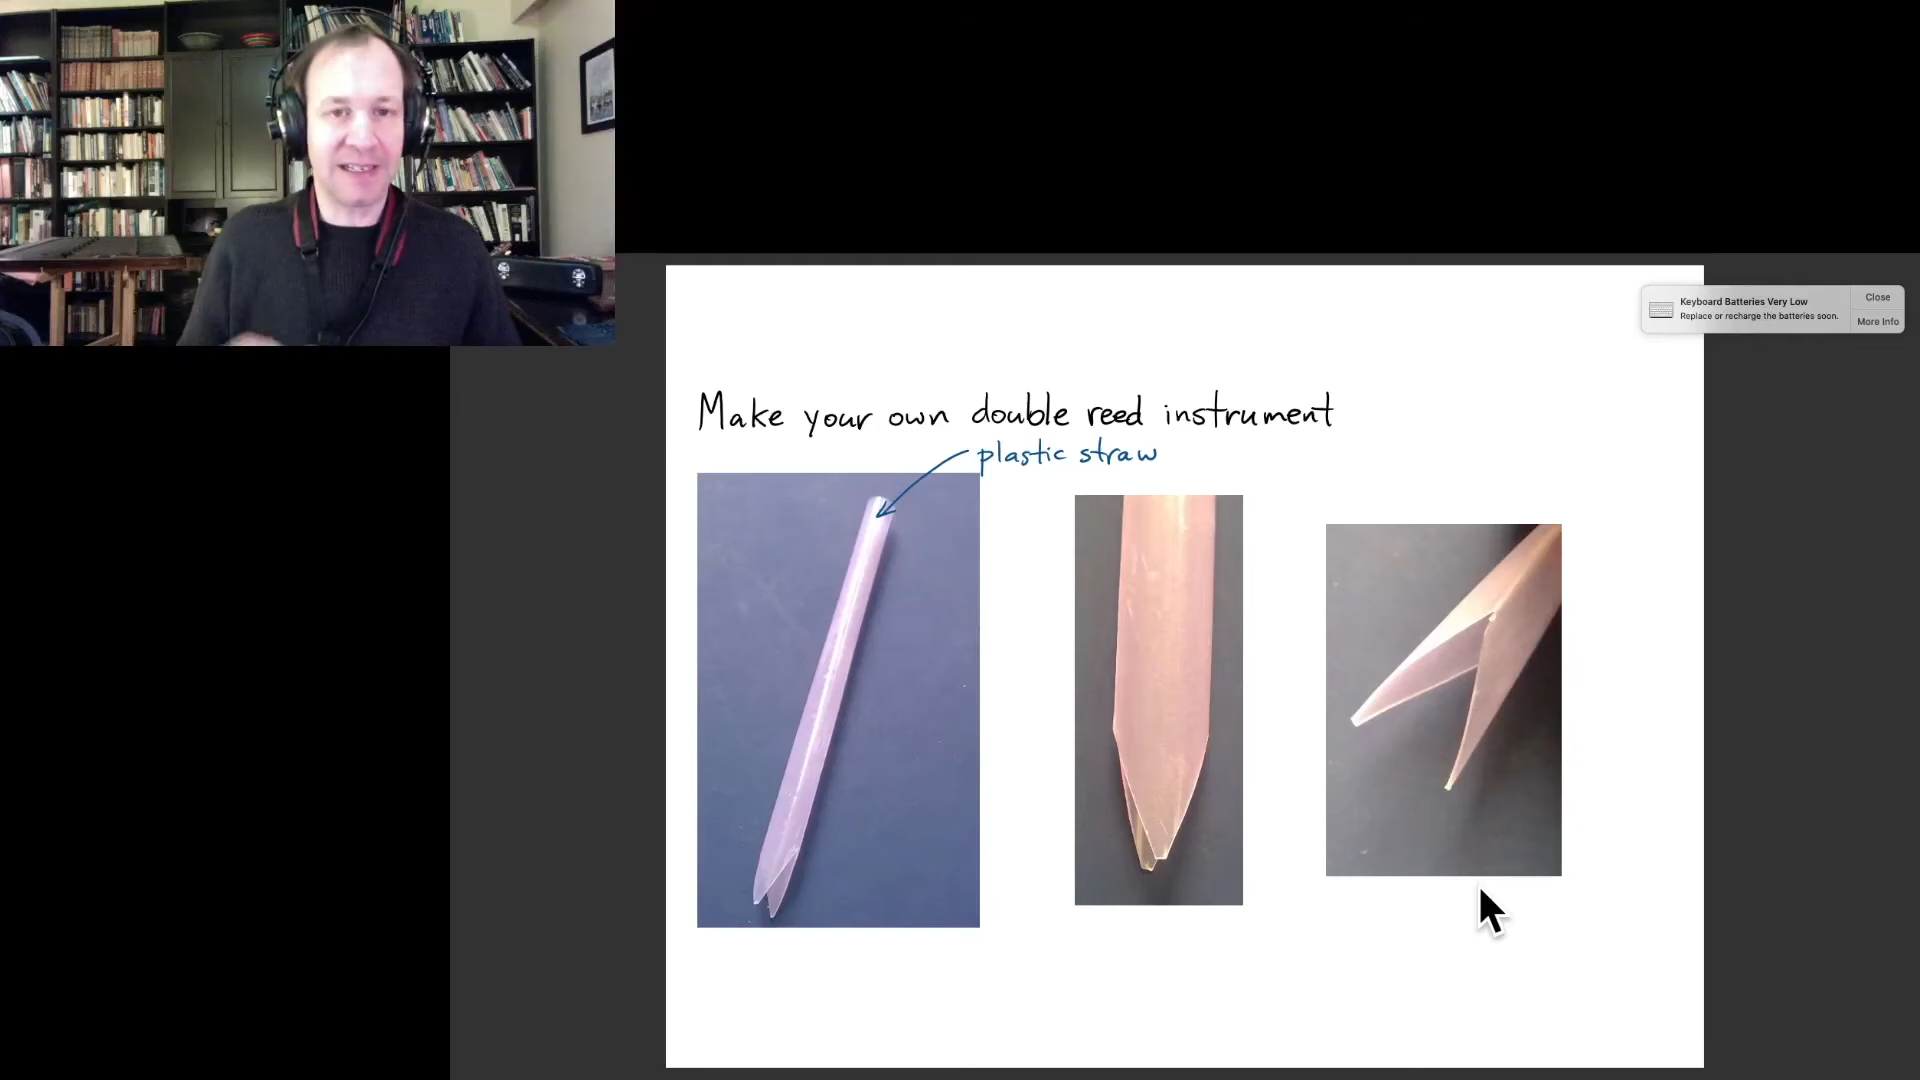 Make your own double reed instrument
plastic straw
Keyboard Batteries Very Low
Replace or recharge the batteries soon.
Close
More Info